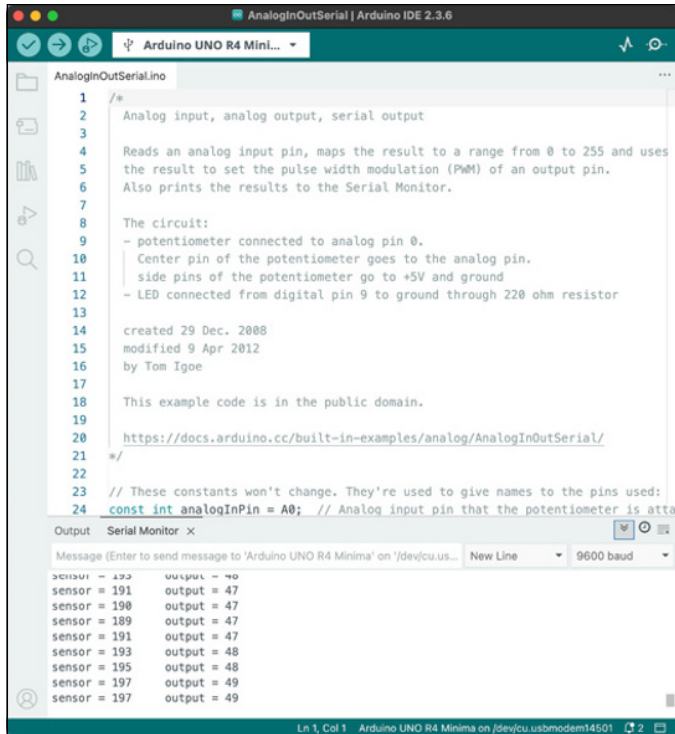 AnalogInOutSerial | Arduino IDE 2.3.6
Arduino UNO R4 Mini...
AnalogInOutSerial.ino
1 /*
2 Analog input, analog output, serial output
3
4 Reads an analog input pin, maps the result to a range from 0 to 255 and uses
5 the result to set the pulse width modulation (PWM) of an output pin.
6 Also prints the results to the Serial Monitor.
7
8 The circuit:
9 - potentiometer connected to analog pin 0.
10 Center pin of the potentiometer goes to the analog pin.
11 side pins of the potentiometer go to +5V and ground
12 - LED connected from digital pin 9 to ground through 220 ohm resistor
13
14 created 29 Dec. 2008
15 modified 9 Apr 2012
16 by Tom Igoe
17
18 This example code is in the public domain.
19
20 https://docs.arduino.cc/built-in-examples/analog/AnalogInOutSerial/
21 */
22
23 // These constants won't change. They're used to give names to the pins used:
24 const int analogInPin = A0; // Analog input pin that the potentiometer is atta
Output Serial Monitor ×
Message (Enter to send message to 'Arduino UNO R4 Minima' on '/dev/cu.us... New Line 9600 baud
sensor = 193 output = 48
sensor = 191 output = 47
sensor = 190 output = 47
sensor = 189 output = 47
sensor = 191 output = 47
sensor = 193 output = 48
sensor = 195 output = 48
sensor = 197 output = 49
sensor = 197 output = 49
Ln 1, Col 1 Arduino UNO R4 Minima on /dev/cu.usbmodem14501 2